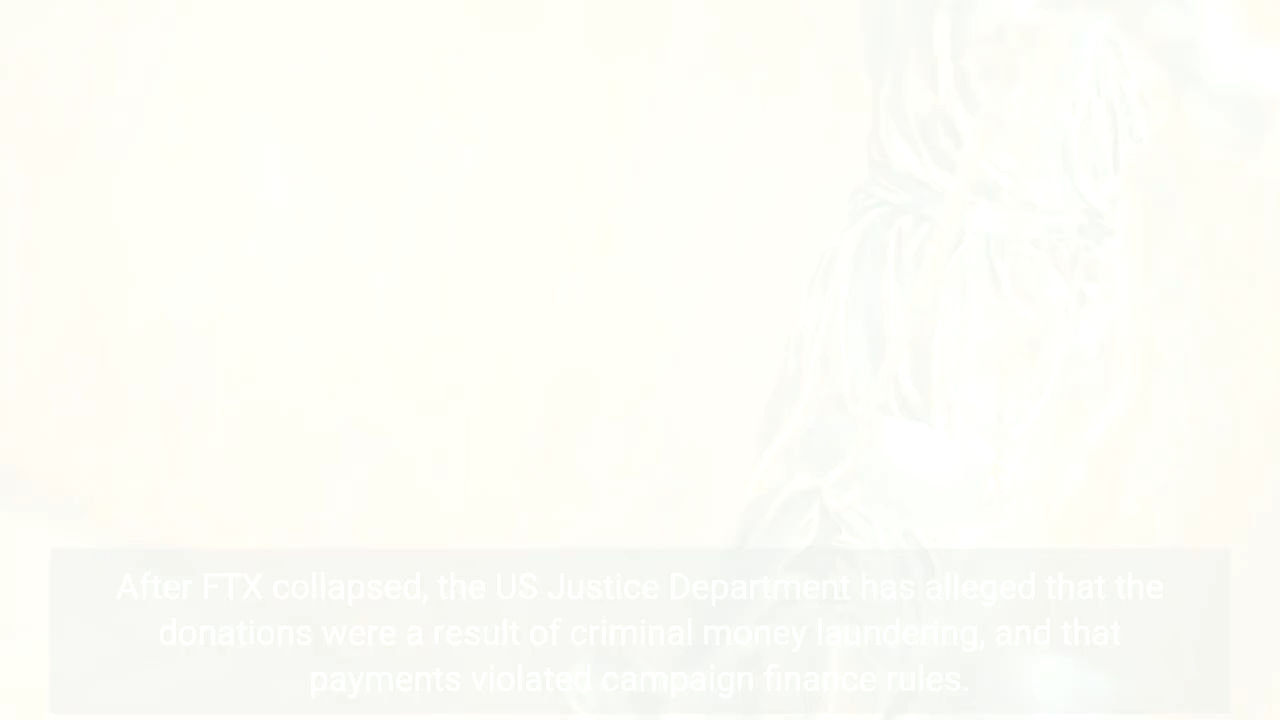 After FTX collapsed, the US Justice Department has alleged that the
donations were a result of criminal money laundering, and that
payments violated campaign finance rules.